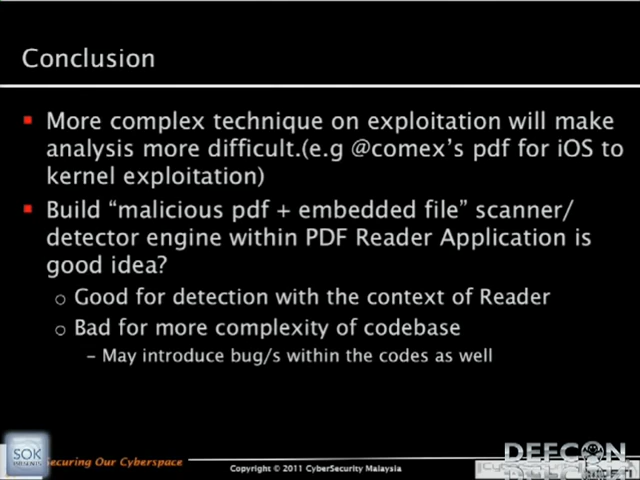 Conclusion
More complex technique on exploitation will make
analysis more difficult.(e.g @comex's pdf for iOS to
kernel exploitation)
Build "malicious pdf + embedded file" scanner/
detector engine within PDF Reader Application is
good idea?
Good for detection with the context of Reader
Bad for more complexity of codebase
– May introduce bug/s within the codes as well
SOK
PRESENTS
Securing Our Cyberspace
Copyright © 2011 CyberSecurity Malaysia
DEFCON